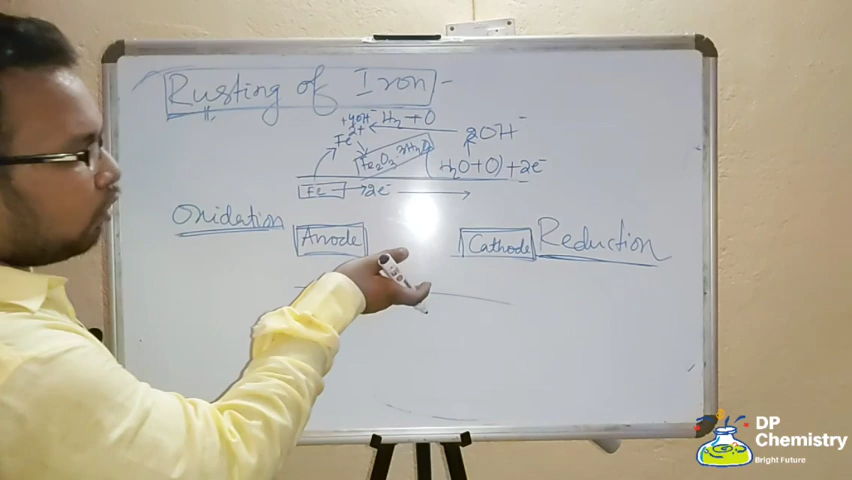 Rusting of Iron -
+4OH⁻ H₂ + O
Fe²⁺ 2OH⁻
Fe₂O₃.xH₂O H₂O + O + 2e⁻
Fe → 2e⁻ →
Oxidation Anode Cathode Reduction
DP
Chemistry
Bright Future